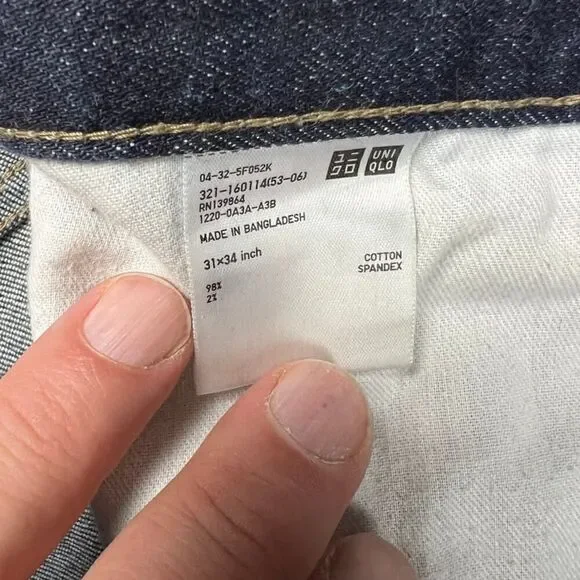 04-32-5F052K
321-160114(53-06)
RN139864
1220-0A3A-A3B
MADE IN BANGLADESH
31×34 inch
98% COTTON
2% SPANDEX
ユニ
クロ
UNI
QLO